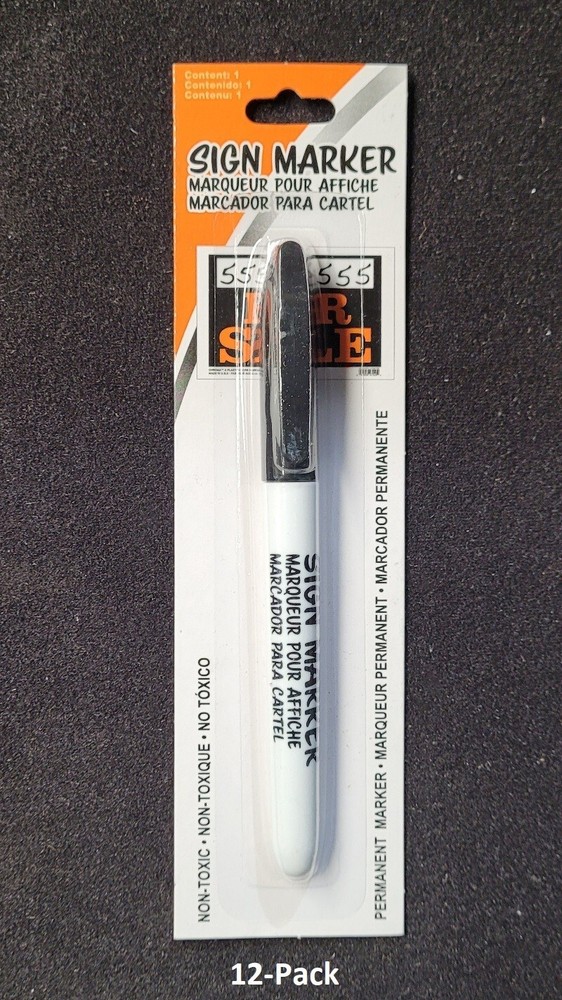 Content: 1
Contenido: 1
Contenu: 1
SIGN MARKER
MARQUEUR POUR AFFICHE
MARCADOR PARA CARTEL
555
SIGN MARKER
MARQUEUR POUR AFFICHE
MARCADOR PARA CARTEL
NON-TOXIC • NON-TOXIQUE • NO TÓXICO
PERMANENT MARKER • MARQUEUR PERMANENT • MARCADOR PERMANENTE
12-Pack